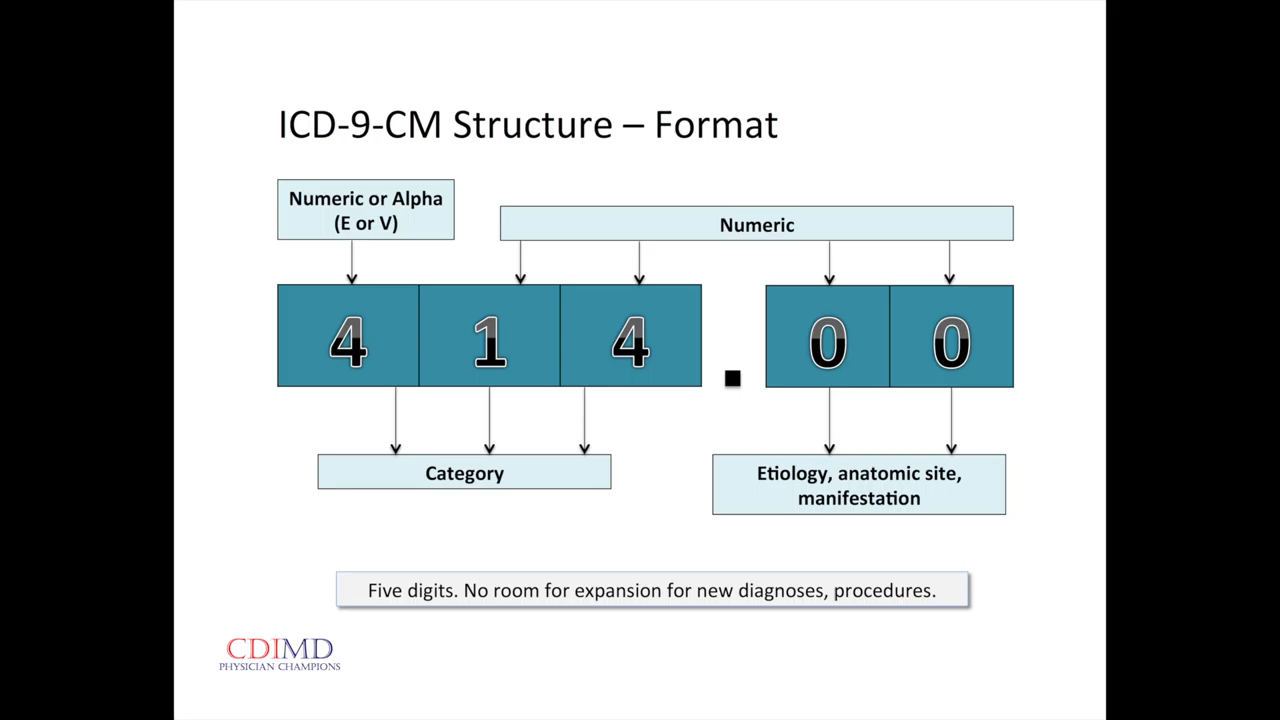 ICD-9-CM Structure – Format
Numeric or Alpha
(E or V)
Numeric
4 1 4 . 0 0
Category
Etiology, anatomic site,
manifestation
Five digits. No room for expansion for new diagnoses, procedures.
CDIMD
PHYSICIAN CHAMPIONS